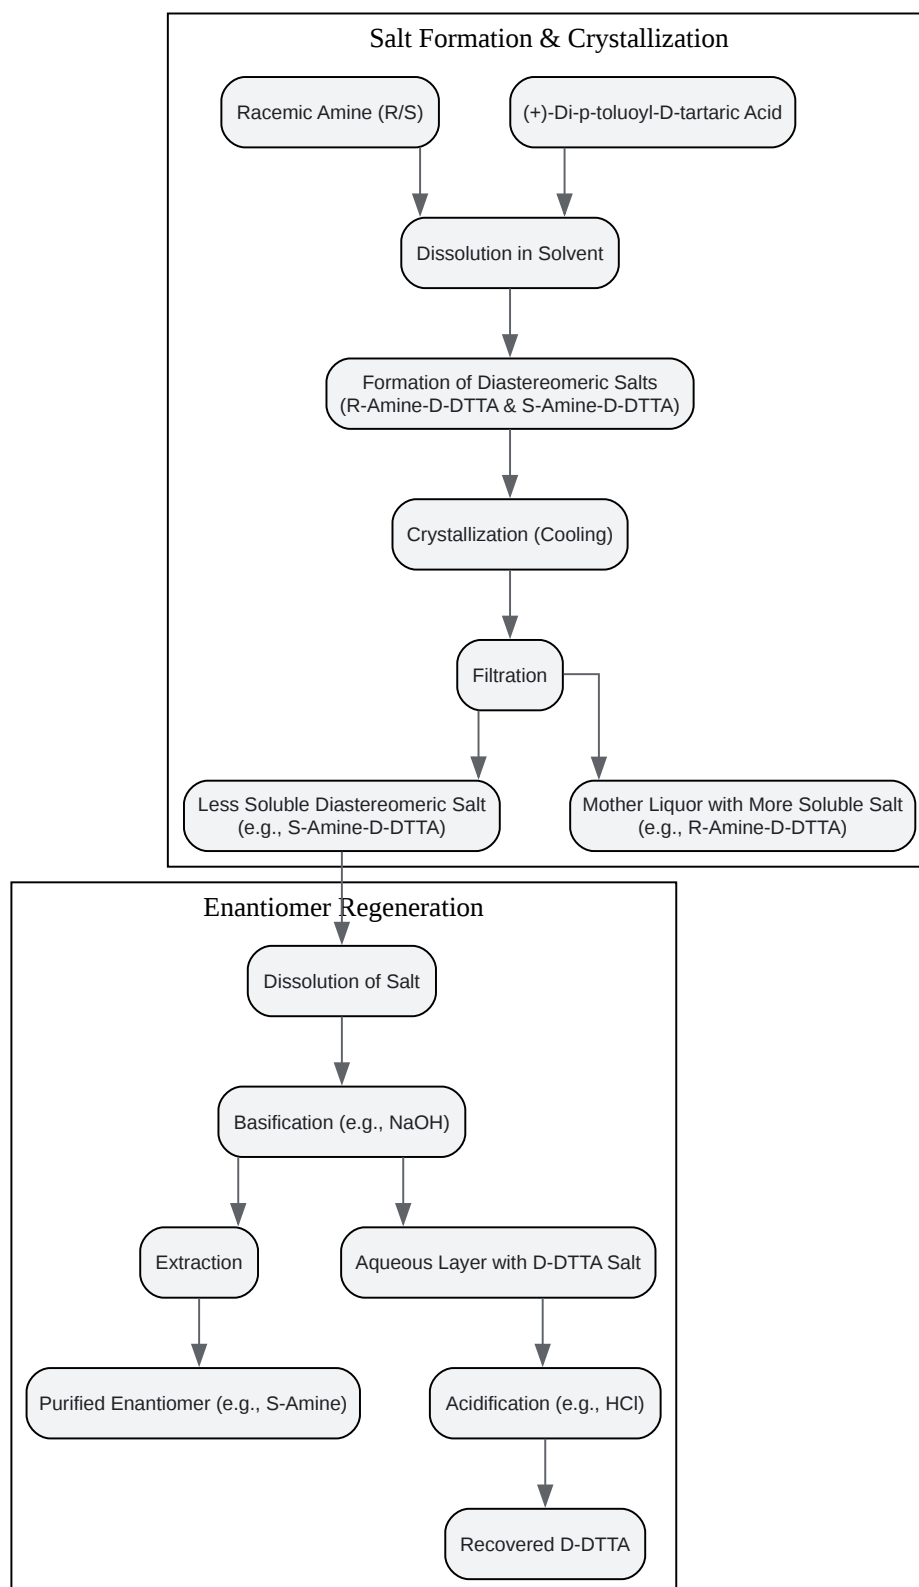 Salt Formation & Crystallization
Racemic Amine (R/S)
(+)-Di-p-toluoyl-D-tartaric Acid
Dissolution in Solvent
Formation of Diastereomeric Salts
(R-Amine-D-DTTA & S-Amine-D-DTTA)
Crystallization (Cooling)
Filtration
Less Soluble Diastereomeric Salt
(e.g., S-Amine-D-DTTA)
Mother Liquor with More Soluble Salt
(e.g., R-Amine-D-DTTA)
Enantiomer Regeneration
Dissolution of Salt
Basification (e.g., NaOH)
Extraction
Aqueous Layer with D-DTTA Salt
Purified Enantiomer (e.g., S-Amine)
Acidification (e.g., HCl)
Recovered D-DTTA